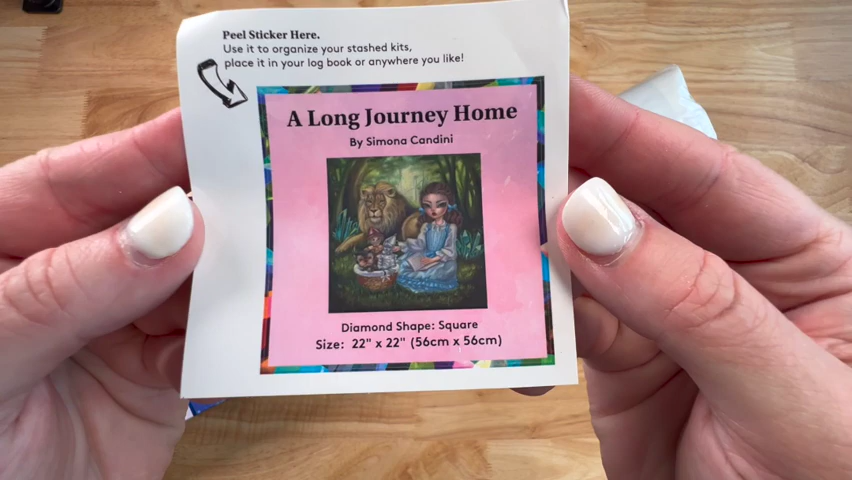 Peel Sticker Here.
Use it to organize your stashed kits,
place it in your log book or anywhere you like!
A Long Journey Home
By Simona Candini
Diamond Shape: Square
Size: 22" x 22" (56cm x 56cm)